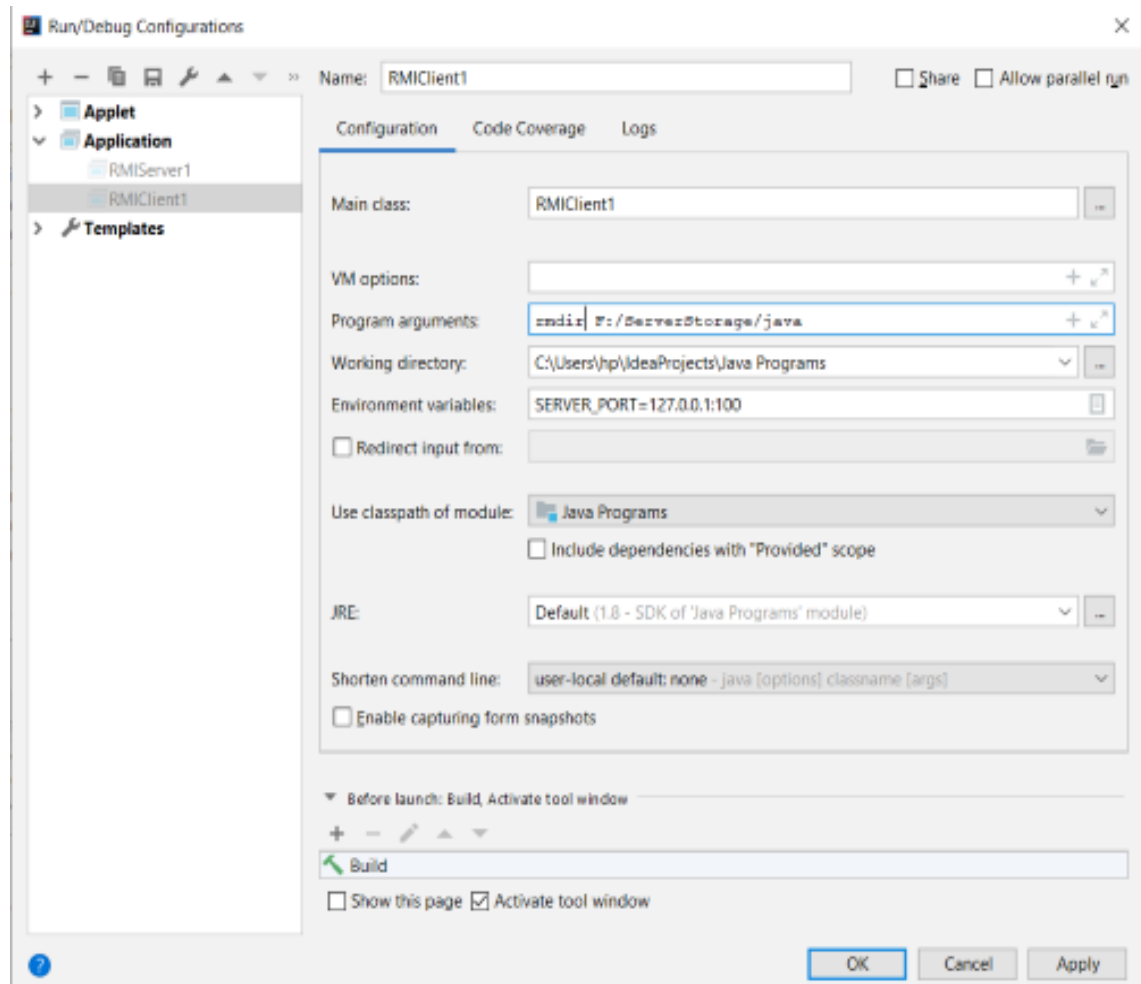 Run/Debug Configurations
Name: RMIClient1 Share Allow parallel run
Applet
Application
RMIServer1
RMIClient1
Templates
Configuration Code Coverage Logs
Main class: RMIClient1 ...
VM options:
Program arguments: rmdir F:/ServerStorage/java
Working directory: C:\Users\hp\IdeaProjects\Java Programs ...
Environment variables: SERVER_PORT=127.0.0.1:100
Redirect input from:
Use classpath of module: Java Programs
Include dependencies with "Provided" scope
JRE: Default (1.8 - SDK of 'Java Programs' module) ...
Shorten command line: user-local default: none - java [options] classname [args]
Enable capturing form snapshots
Before launch: Build, Activate tool window
Build
Show this page Activate tool window
? OK Cancel Apply